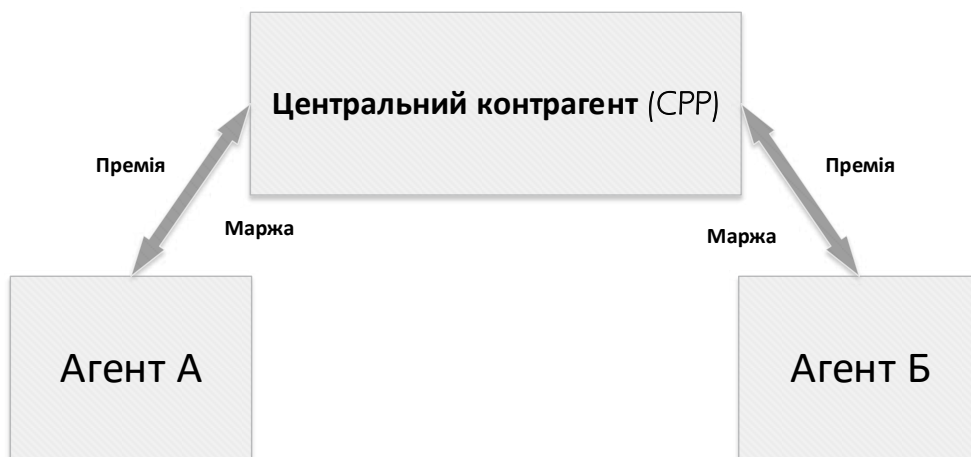 Центральний контрагент (CPP)
Премія
Премія
Маржа
Маржа
Агент А
Агент Б